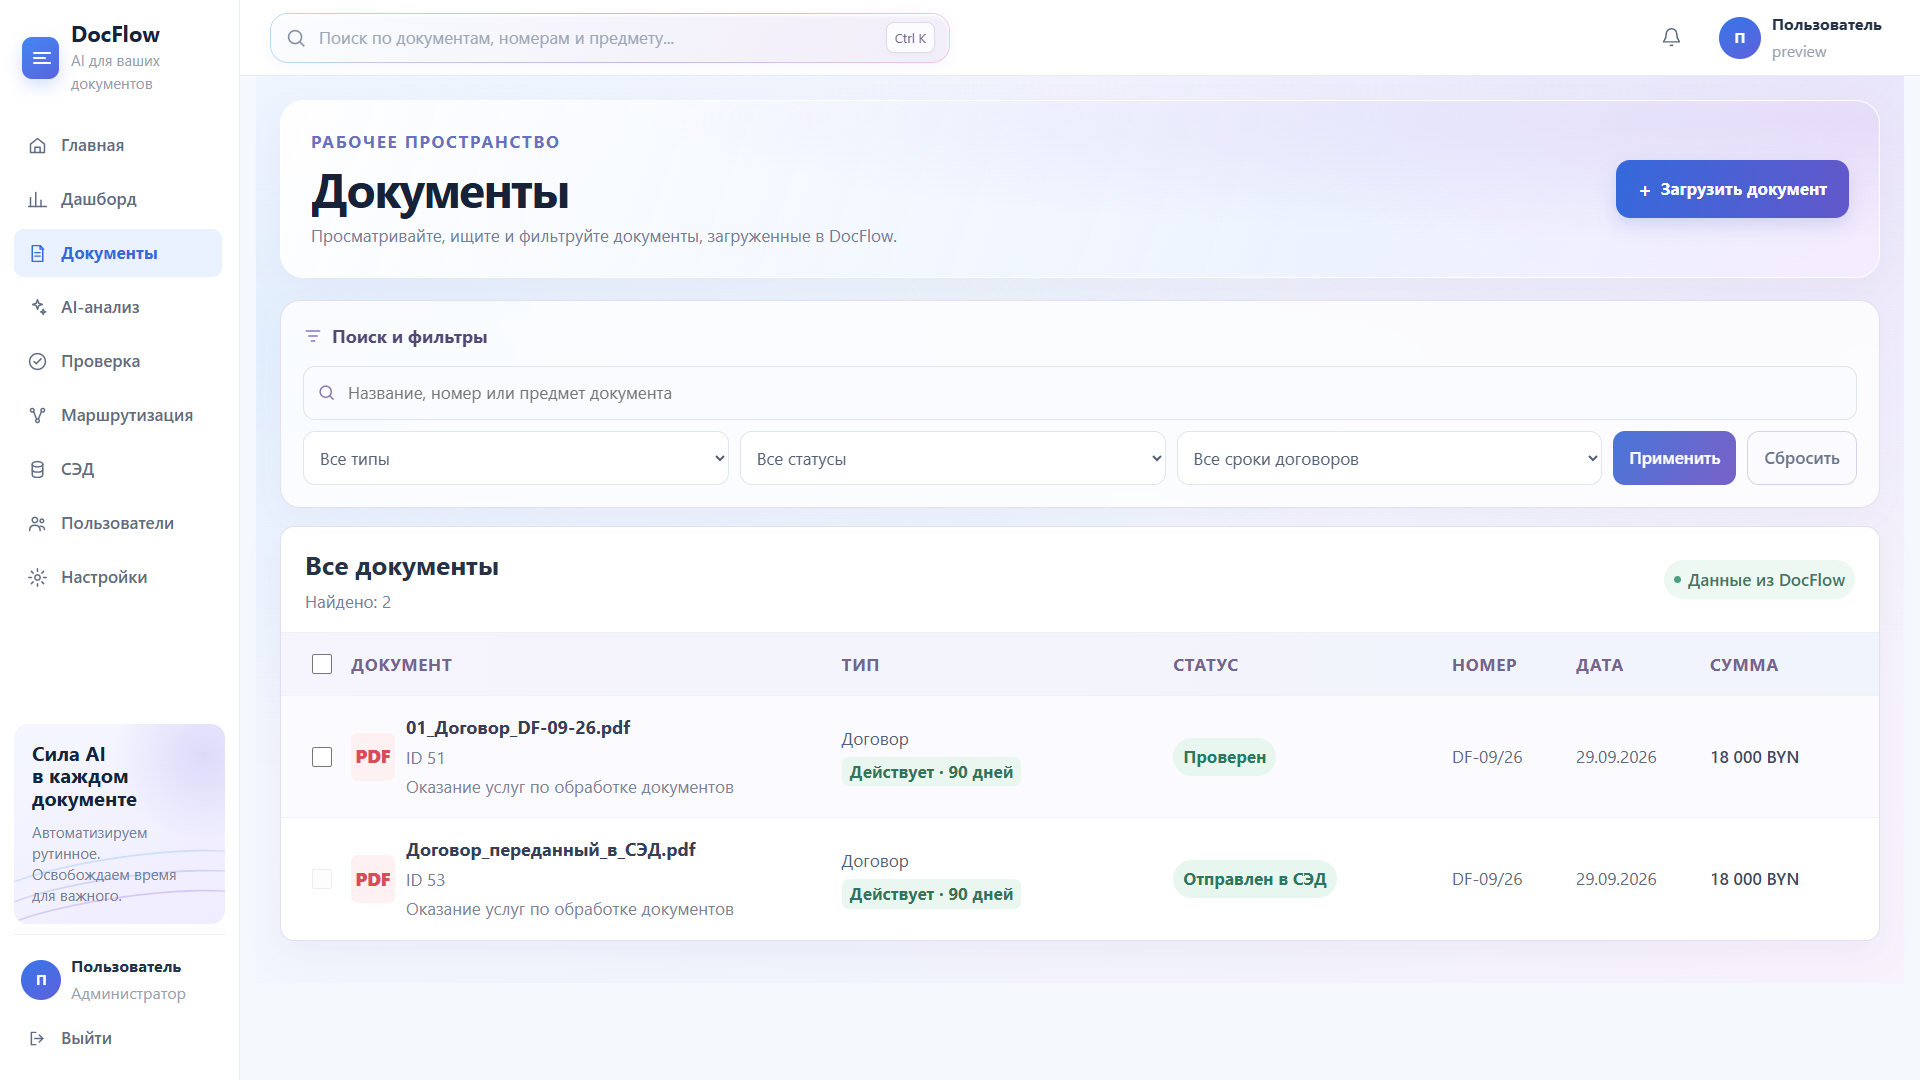 DocFlow
AI для ваших
документов
Поиск по документам, номерам и предмету...
Ctrl K
П
Пользователь
preview
Главная
Дашборд
Документы
AI-анализ
Проверка
Маршрутизация
СЭД
Пользователи
Настройки
Сила AI
в каждом
документе
Автоматизируем
рутинное.
Освобождаем время
для важного.
П
Пользователь
Администратор
Выйти
РАБОЧЕЕ ПРОСТРАНСТВО
Документы
Просматривайте, ищите и фильтруйте документы, загруженные в DocFlow.
+ Загрузить документ
Поиск и фильтры
Название, номер или предмет документа
Все типы
Все статусы
Все сроки договоров
Применить
Сбросить
Все документы
Найдено: 2
Данные из DocFlow
ДОКУМЕНТ ТИП СТАТУС НОМЕР ДАТА СУММА
PDF
01_Договор_DF-09-26.pdf
ID 51
Оказание услуг по обработке документов
Договор
Действует · 90 дней
Проверен
DF-09/26
29.09.2026
18 000 BYN
PDF
Договор_переданный_в_СЭД.pdf
ID 53
Оказание услуг по обработке документов
Договор
Действует · 90 дней
Отправлен в СЭД
DF-09/26
29.09.2026
18 000 BYN